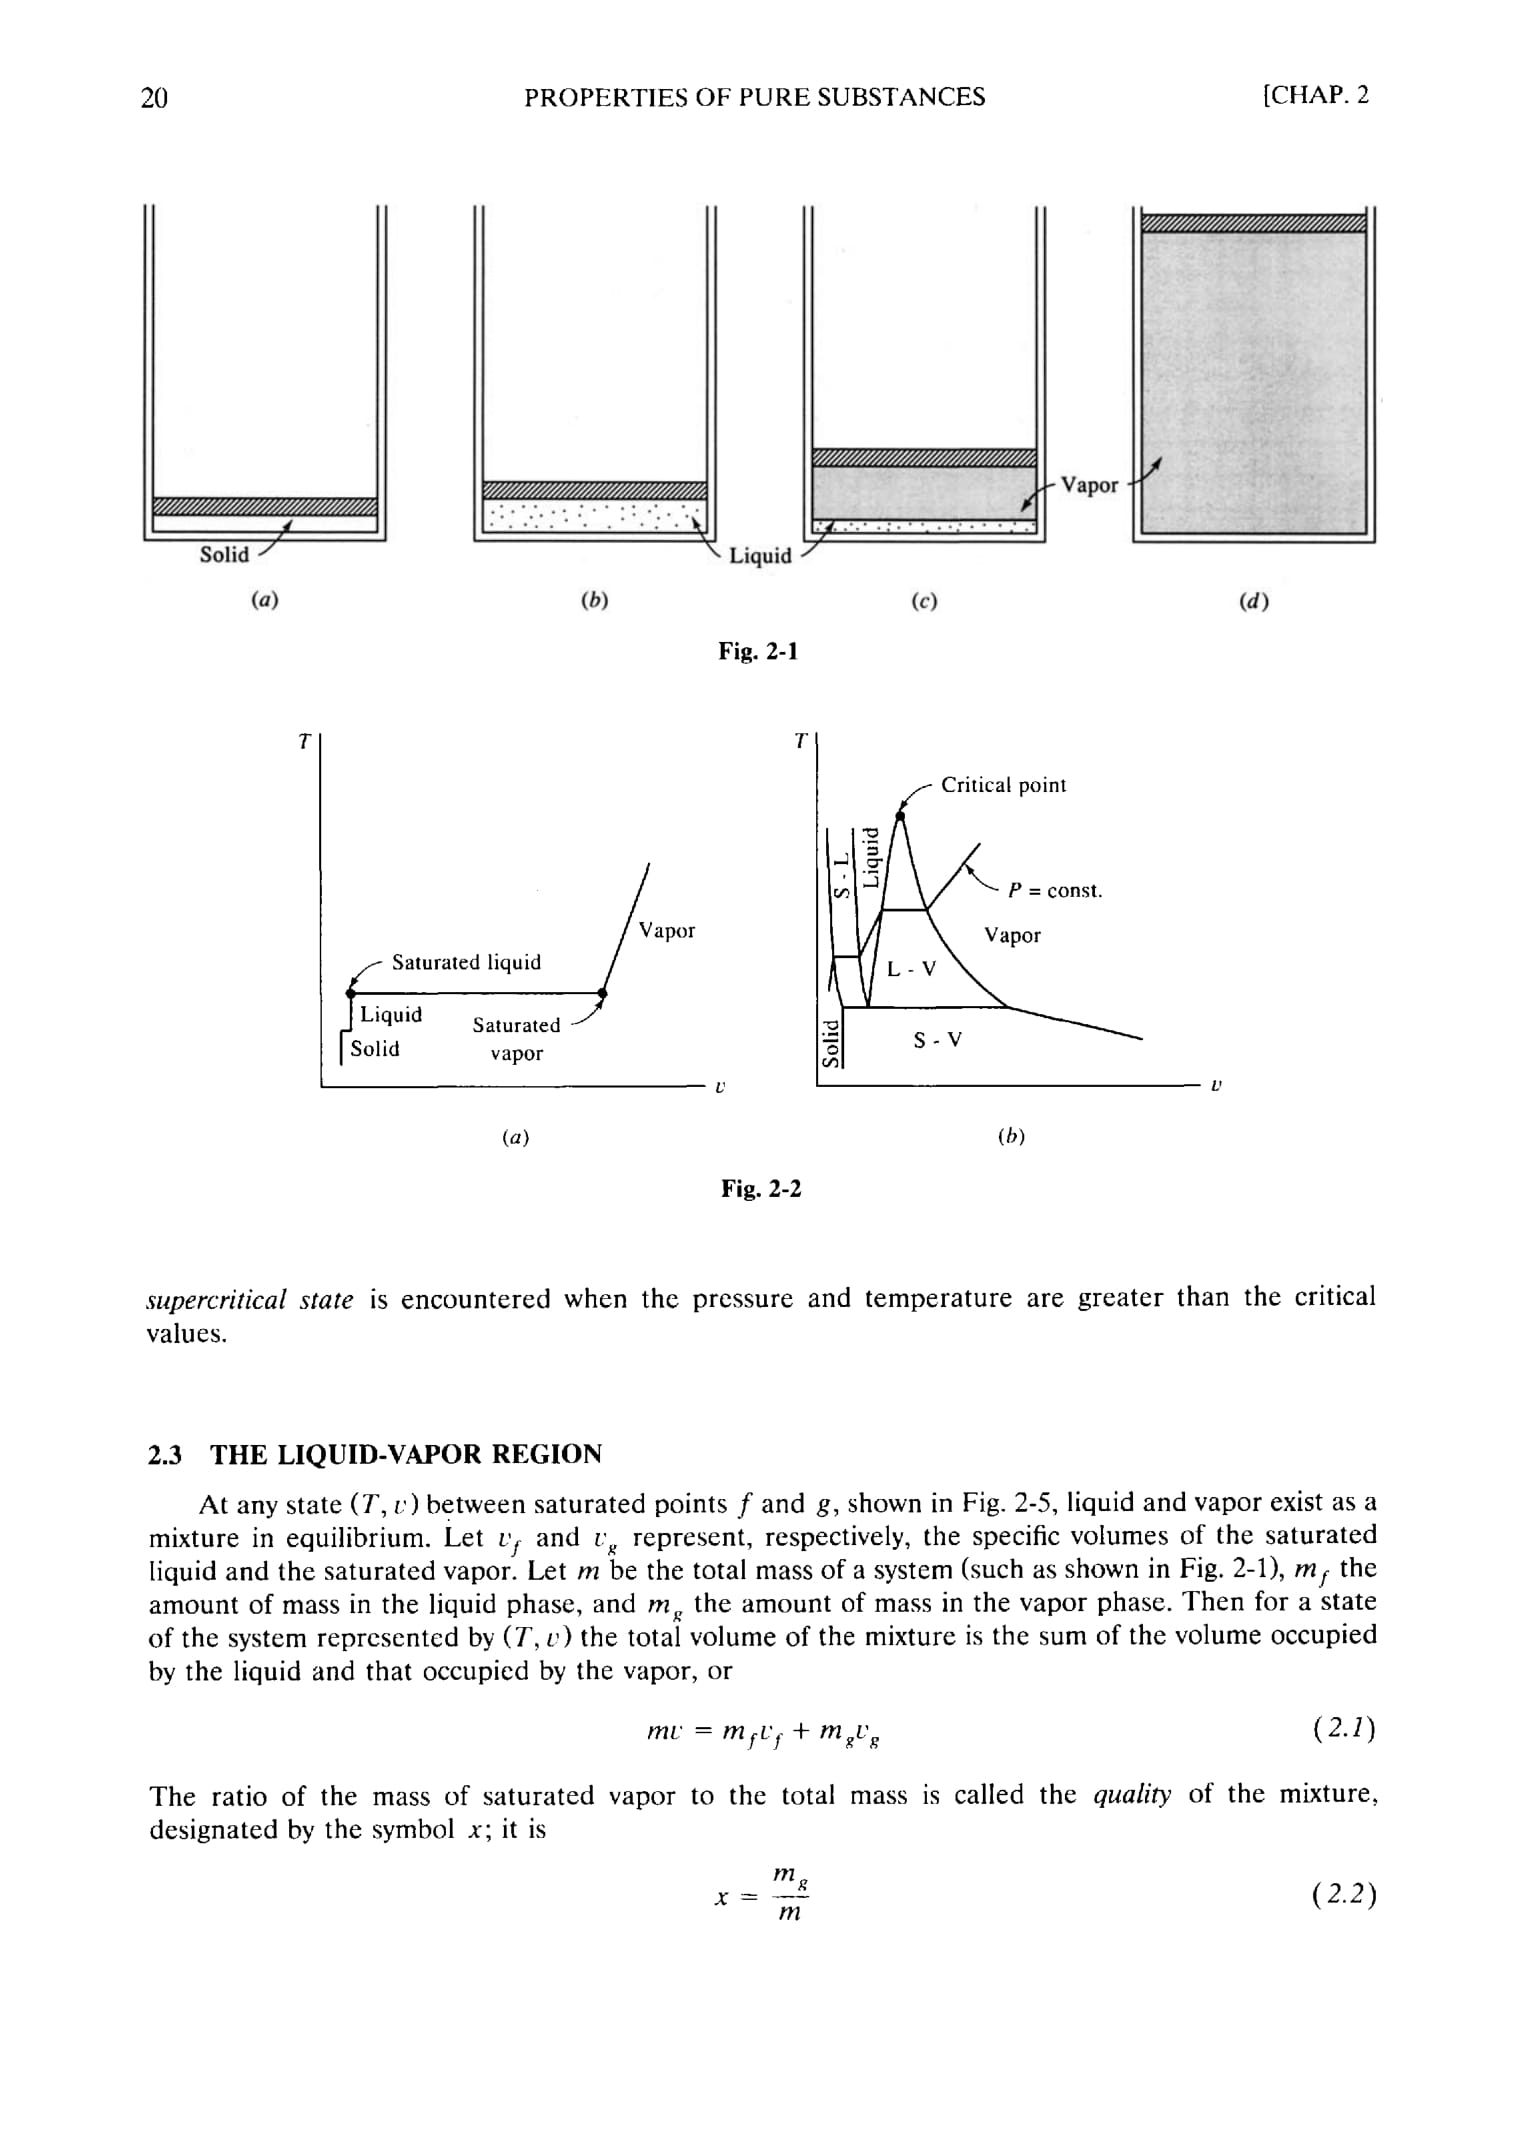 20 PROPERTIES OF PURE SUBSTANCES [CHAP. 2
Solid
Liquid
Vapor
(a) (b) (c) (d)
Fig. 2-1
T
Saturated liquid
Liquid
Solid
Saturated
vapor
Vapor
v
(a)
T
Critical point
S - L
Liquid
P = const.
Vapor
L - V
Solid
S - V
v
(b)
Fig. 2-2
supercritical state is encountered when the pressure and temperature are greater than the critical
values.
2.3 THE LIQUID-VAPOR REGION
At any state (T, v) between saturated points f and g, shown in Fig. 2-5, liquid and vapor exist as a
mixture in equilibrium. Let v_f and v_g represent, respectively, the specific volumes of the saturated
liquid and the saturated vapor. Let m be the total mass of a system (such as shown in Fig. 2-1), m_f the
amount of mass in the liquid phase, and m_g the amount of mass in the vapor phase. Then for a state
of the system represented by (T, v) the total volume of the mixture is the sum of the volume occupied
by the liquid and that occupied by the vapor, or
mv = m_f v_f + m_g v_g (2.1)
The ratio of the mass of saturated vapor to the total mass is called the quality of the mixture,
designated by the symbol x; it is
x = m_g / m (2.2)